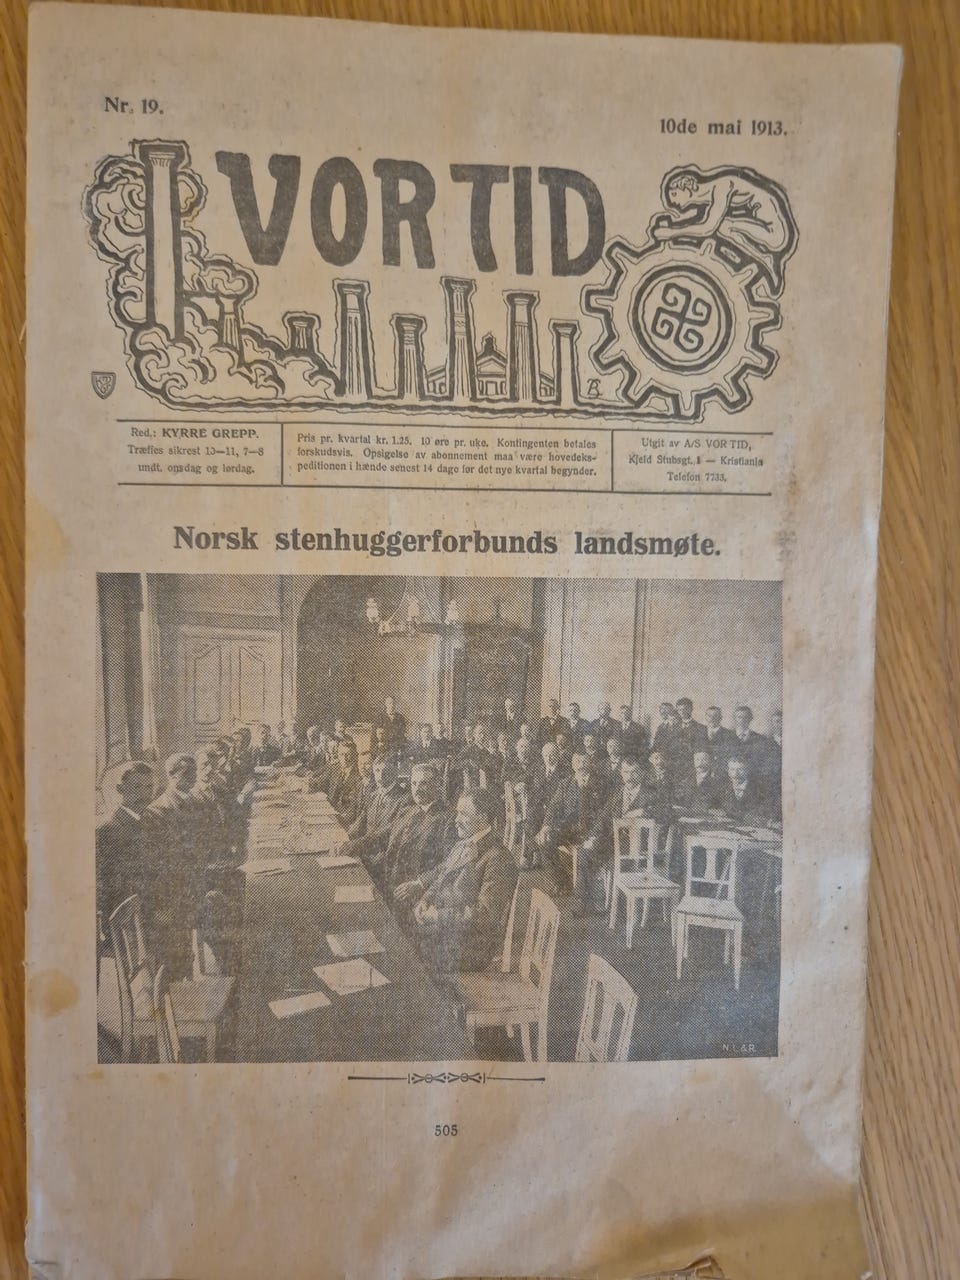 Nr. 19.
10de mai 1913.
VOR TID
Red.: KYRRE GREPP.
Træffes sikrest 10—11, 7—8
undt. onsdag og lørdag.
Pris pr. kvartal kr. 1.25. 10 øre pr. uke. Kontingenten betales
forskudsvis. Opsigelse av abonnement maa være hovedeks-
peditionen i hænde senest 14 dage før det nye kvartal begynder.
Utgit av A/S VOR TID,
Kjeld Stubsgt. — Kristiania
Telefon 7733.
Norsk stenhuggerforbunds landsmøte.
N.L.&R.
505